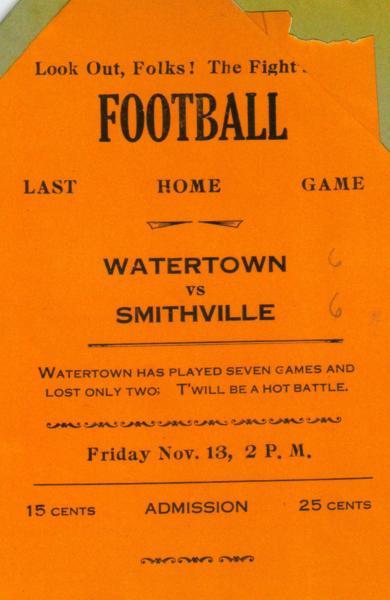 Look Out, Folks! The Fight
FOOTBALL
LAST HOME GAME
WATERTOWN 6
vs
SMITHVILLE 6
WATERTOWN HAS PLAYED SEVEN GAMES AND
LOST ONLY TWO; T'WILL BE A HOT BATTLE.
Friday Nov. 13, 2 P. M.
15 CENTS ADMISSION 25 CENTS